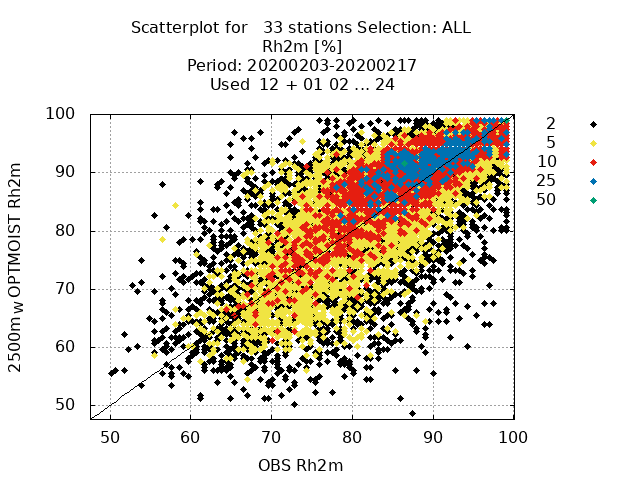 Scatterplot for   33 stations Selection: ALL
Rh2m [%]
Period: 20200203-20200217
Used  12 + 01 02 ... 24
2500m_W OPTMOIST Rh2m
100
90
80
70
60
50
50
60
70
80
90
100
OBS Rh2m
2
5
10
25
50